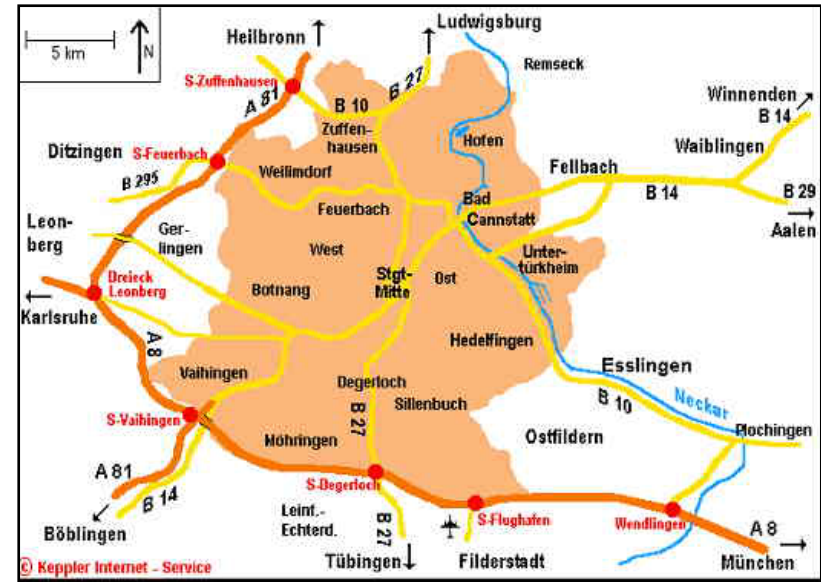 5 km
N
Heilbronn
Ludwigsburg
Remseck
S-Zuffenhausen
A 81
B 10
B 27
Zuffen-
hausen
Hofen
Winnenden
B 14
Waiblingen
Ditzingen
S-Feuerbach
Weilimdorf
Fellbach
B 295
Feuerbach
Bad
Cannstatt
B 14
B 29
Aalen
Leon-
berg
Ger-
lingen
West
Stgt-
Mitte
Ost
Unter-
türkheim
Dreieck
Leonberg
Botnang
Karlsruhe
A 8
Hedelfingen
Vaihingen
Degerloch
Sillenbuch
Esslingen
Neckar
B 10
S-Vaihingen
B 27
Möhringen
Ostfildern
Plochingen
A 81
B 14
S-Degerloch
Leinf.-
Echterd.
B 27
S-Flughafen
Wendlingen
A 8
Böblingen
Tübingen
Filderstadt
München
© Keppler Internet - Service